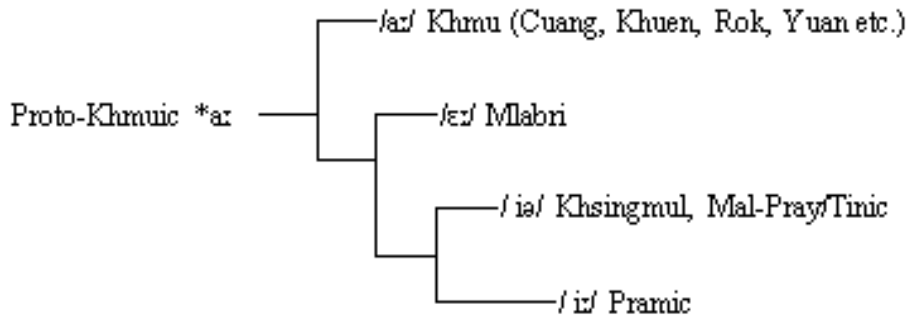 /aː/ Khmu (Cuang, Khuen, Rok, Yuan etc.)
Proto-Khmuic *aː
/ɛː/ Mlabri
/ iə/ Khsingmul, Mal-Pray/Tinic
/ iː/ Pramic